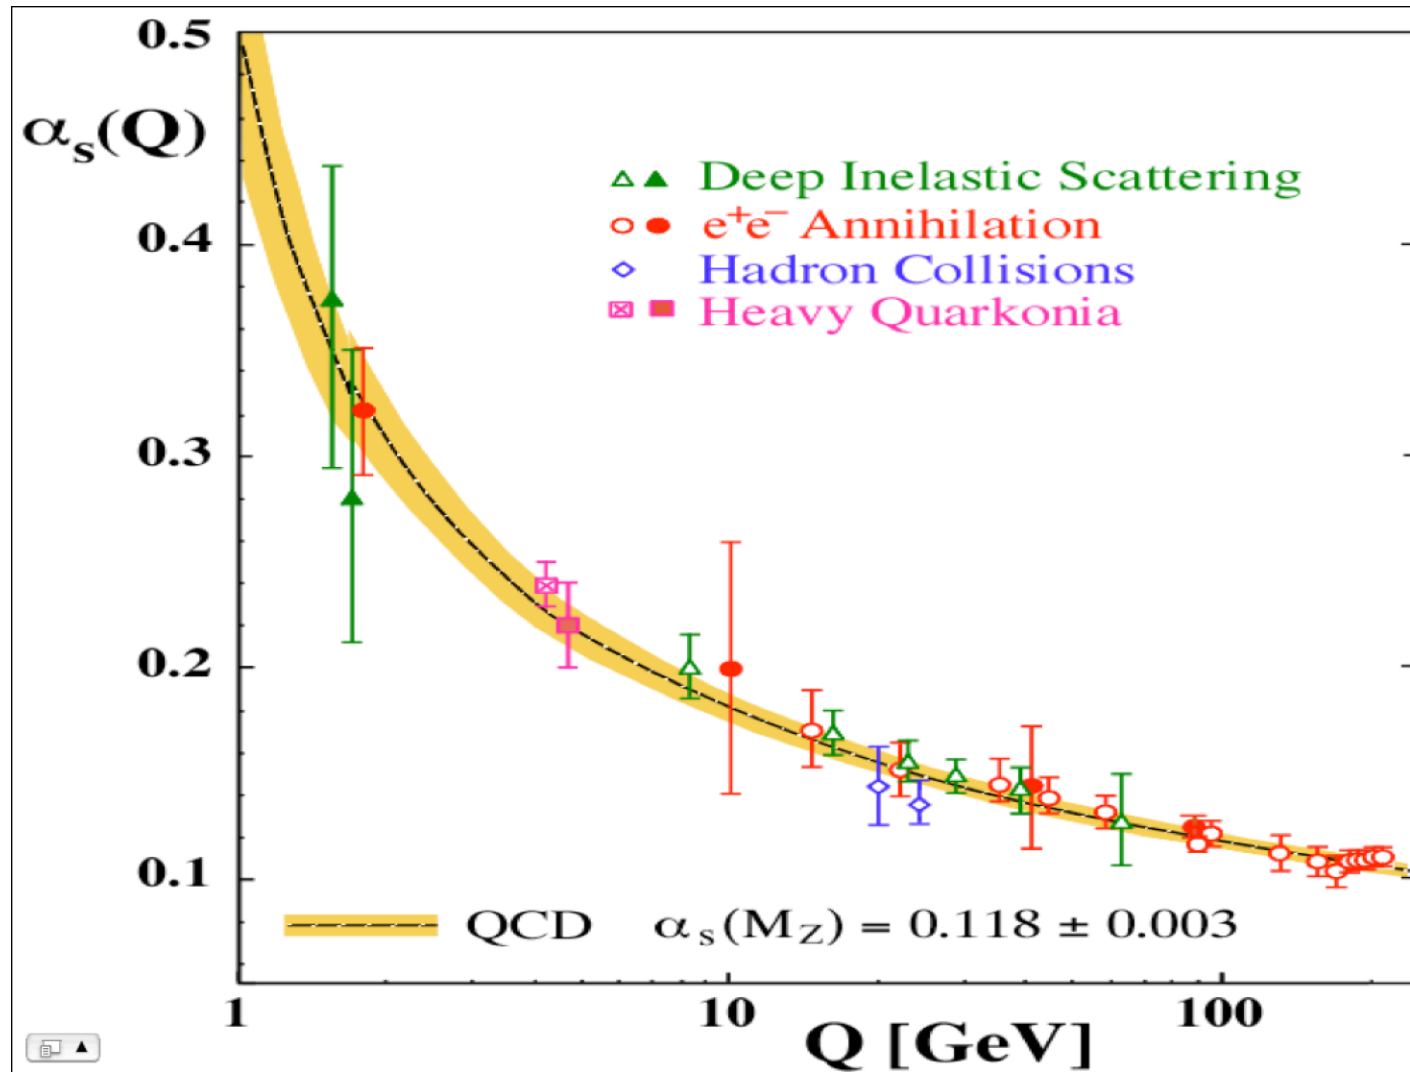 0.5
αs(Q)
0.4
0.3
0.2
0.1
Deep Inelastic Scattering
e⁺e⁻ Annihilation
Hadron Collisions
Heavy Quarkonia
QCD αs(MZ) = 0.118 ± 0.003
1 10 100
Q [GeV]